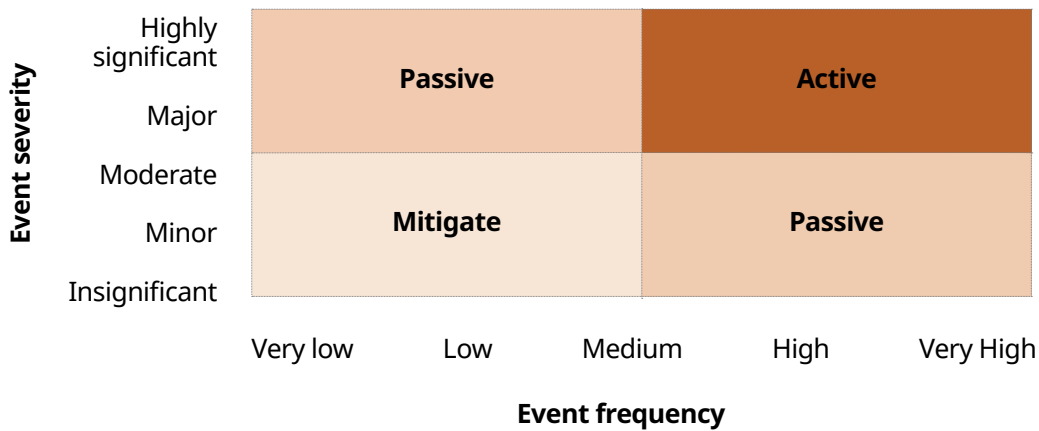 Event severity
Highly
significant
Major
Moderate
Minor
Insignificant
Passive
Active
Mitigate
Passive
Very low
Low
Medium
High
Very High
Event frequency